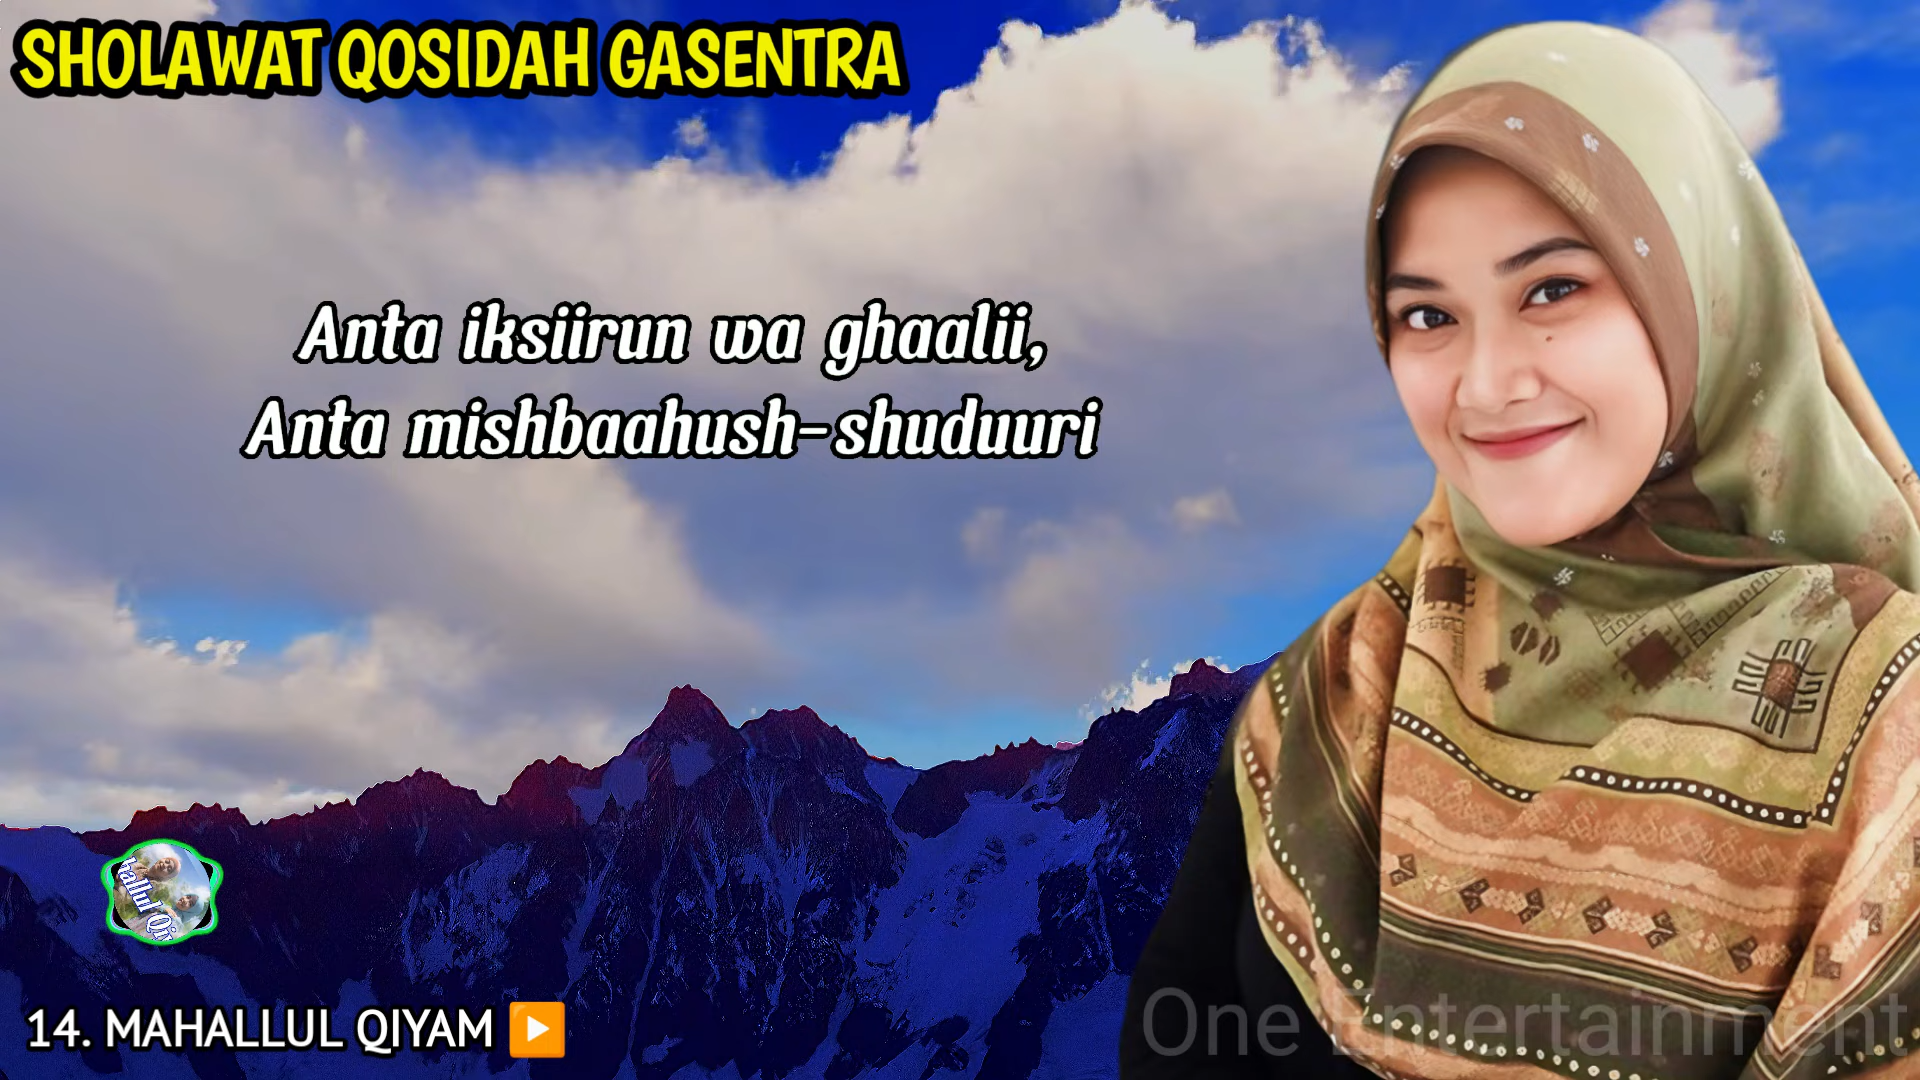 SHOLAWAT QOSIDAH GASENTRA
Anta iksiirun wa ghaalii,
Anta mishbaahush-shuduuri
14. MAHALLUL QIYAM
One Entertainment